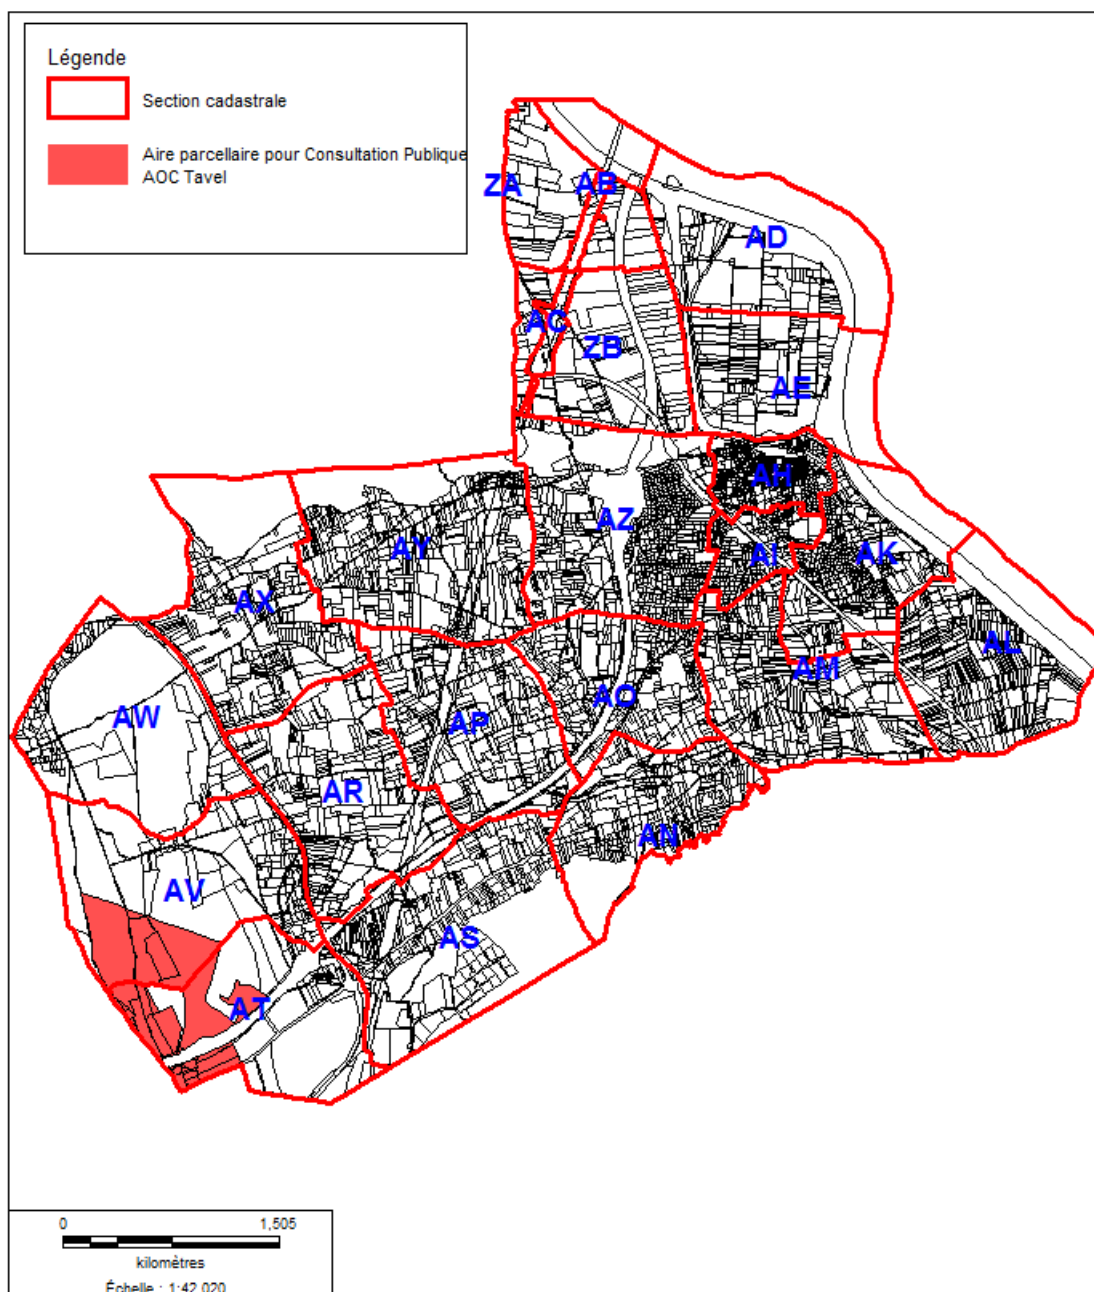 Légende
Section cadastrale
Aire parcellaire pour Consultation Publique
AOC Tavel
ZA
AB
AD
AC
ZB
AE
AH
AZ
AY
AI
AK
AX
AL
AM
AW
AP
AO
AR
AN
AV
AS
AT
0 1,505
kilomètres
Échelle : 1:42 020